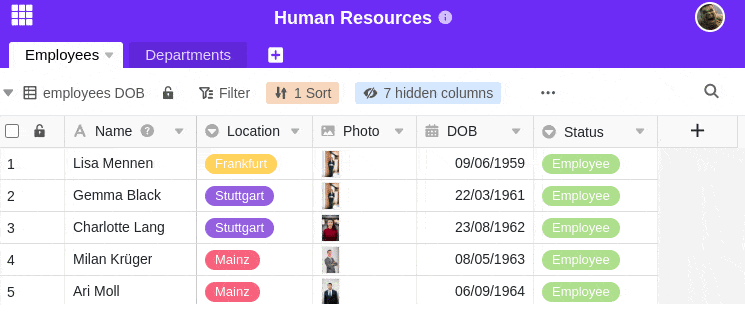 Human Resources
Employees Departments
employees DOB Filter 1 Sort 7 hidden columns
Name Location Photo DOB Status
1 Lisa Mennen Frankfurt 09/06/1959 Employee
2 Gemma Black Stuttgart 22/03/1961 Employee
3 Charlotte Lang Stuttgart 23/08/1962 Employee
4 Milan Krüger Mainz 08/05/1963 Employee
5 Ari Moll Mainz 06/09/1964 Employee